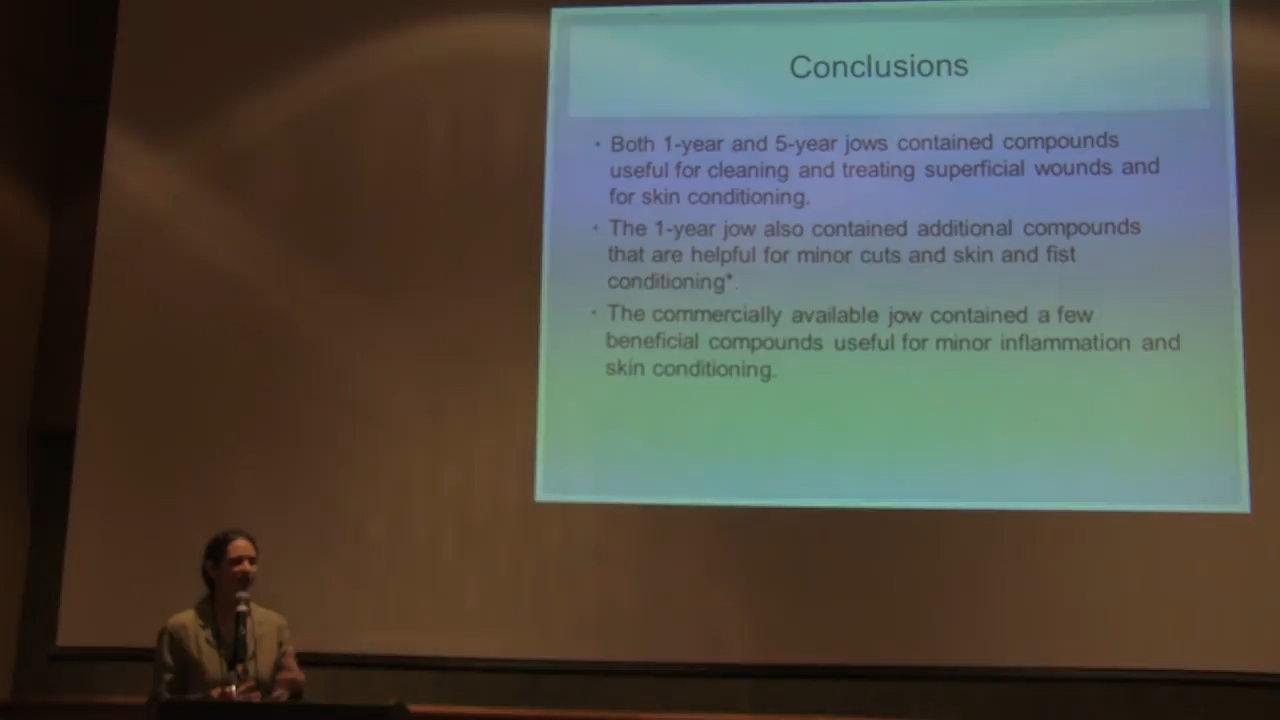 Conclusions
• Both 1-year and 5-year jows contained compounds
useful for cleaning and treating superficial wounds and
for skin conditioning.
• The 1-year jow also contained additional compounds
that are helpful for minor cuts and skin and fist
conditioning*.
• The commercially available jow contained a few
beneficial compounds useful for minor inflammation and
skin conditioning.